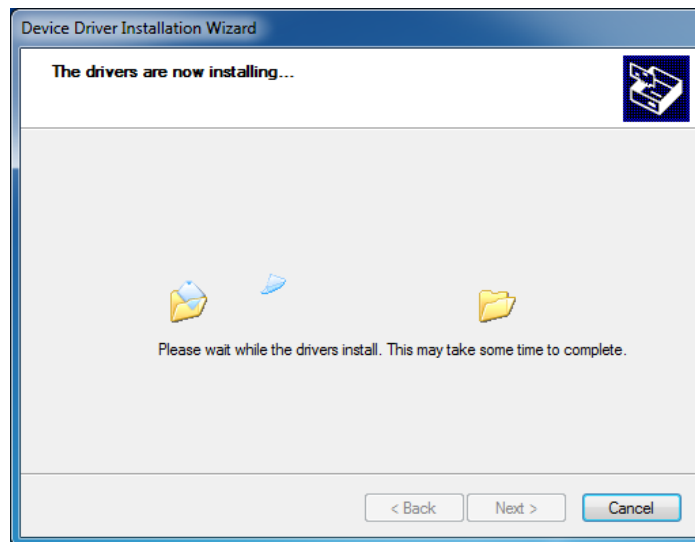 Device Driver Installation Wizard
The drivers are now installing...
Please wait while the drivers install. This may take some time to complete.
< Back
Next >
Cancel